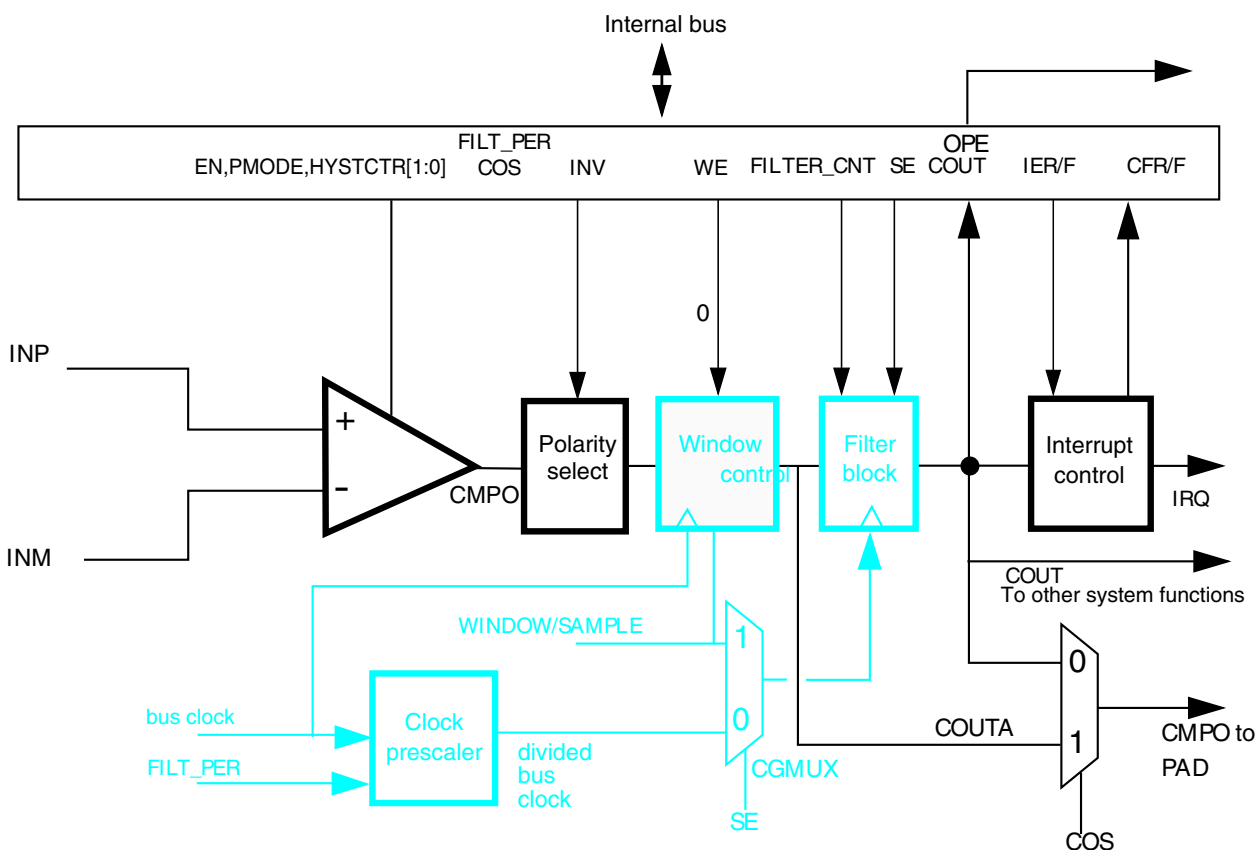 Internal bus
FILT_PER
OPE
EN,PMODE,HYSTCTR[1:0] COS INV WE FILTER_CNT SE COUT IER/F CFR/F
0
INP
+
-
INM
CMPO
Polarity
select
Window
control
Filter
block
Interrupt
control
IRQ
COUT
To other system functions
WINDOW/SAMPLE
1
0
CGMUX
SE
bus clock
FILT_PER
Clock
prescaler
divided
bus
clock
COUTA
0
1
CMPO to
PAD
COS